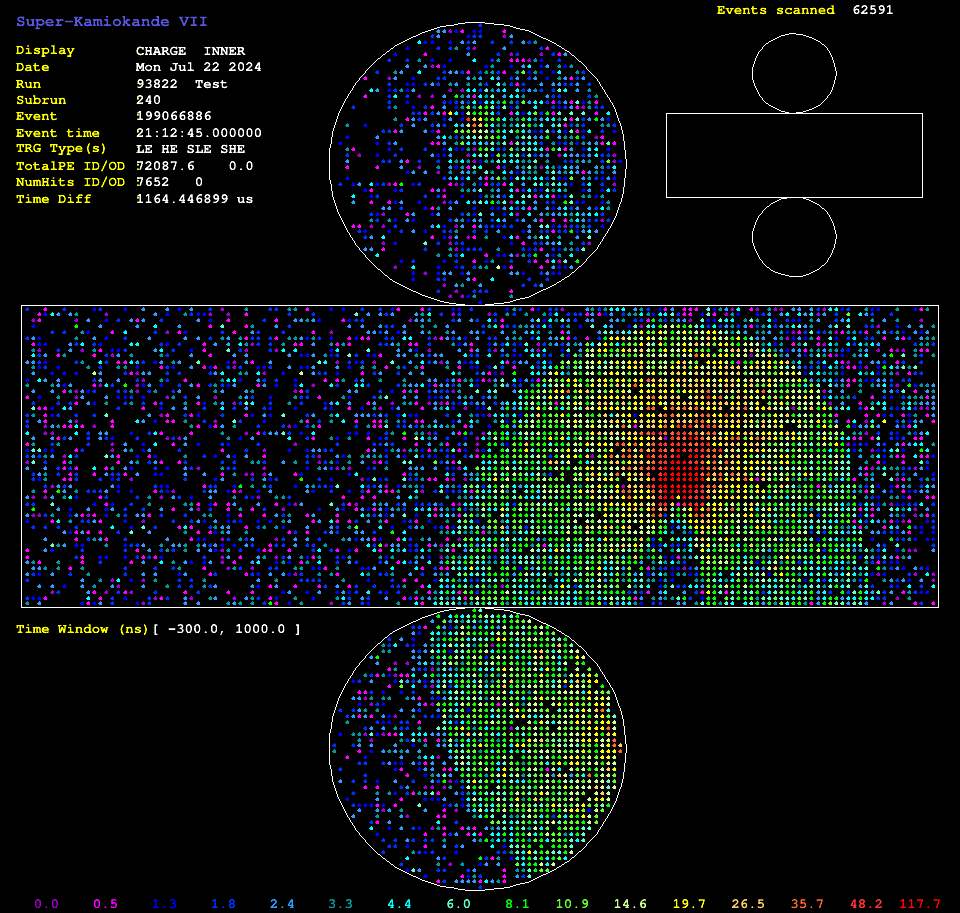 Super-Kamiokande VII
Events scanned 62591
Display CHARGE INNER
Date Mon Jul 22 2024
Run 93822 Test
Subrun 240
Event 199066886
Event time 21:12:45.000000
TRG Type(s) LE HE SLE SHE
TotalPE ID/OD 72087.6 0.0
NumHits ID/OD 7652 0
Time Diff 1164.446899 us
Time Window (ns)[ -300.0, 1000.0 ]
0.0 0.5 1.3 1.8 2.4 3.3 4.4 6.0 8.1 10.9 14.6 19.7 26.5 35.7 48.2 117.7